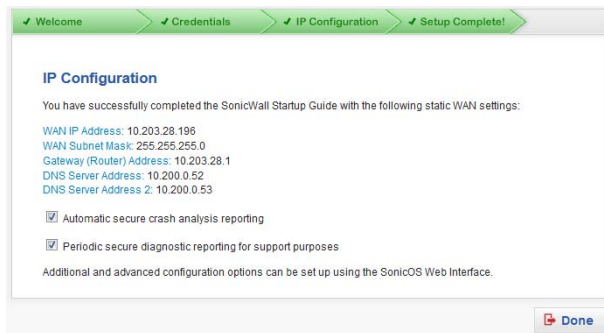 Welcome
Credentials
IP Configuration
Setup Complete!
IP Configuration
You have successfully completed the SonicWall Startup Guide with the following static WAN settings:
WAN IP Address: 10.203.28.196
WAN Subnet Mask: 255.255.255.0
Gateway (Router) Address: 10.203.28.1
DNS Server Address: 10.200.0.52
DNS Server Address 2: 10.200.0.53
Automatic secure crash analysis reporting
Periodic secure diagnostic reporting for support purposes
Additional and advanced configuration options can be set up using the SonicOS Web Interface.
Done